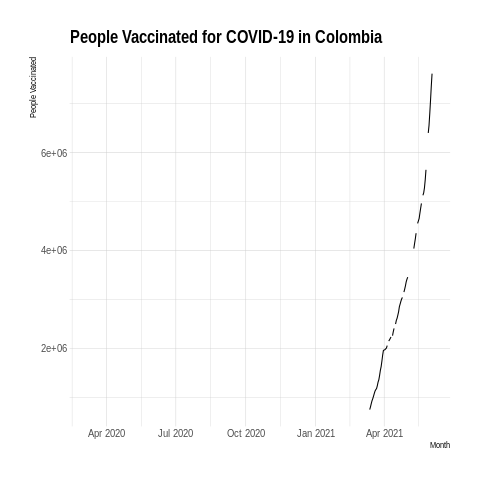 People Vaccinated for COVID-19 in Colombia
People Vaccinated
6e+06
4e+06
2e+06
Apr 2020 Jul 2020 Oct 2020 Jan 2021 Apr 2021
Month